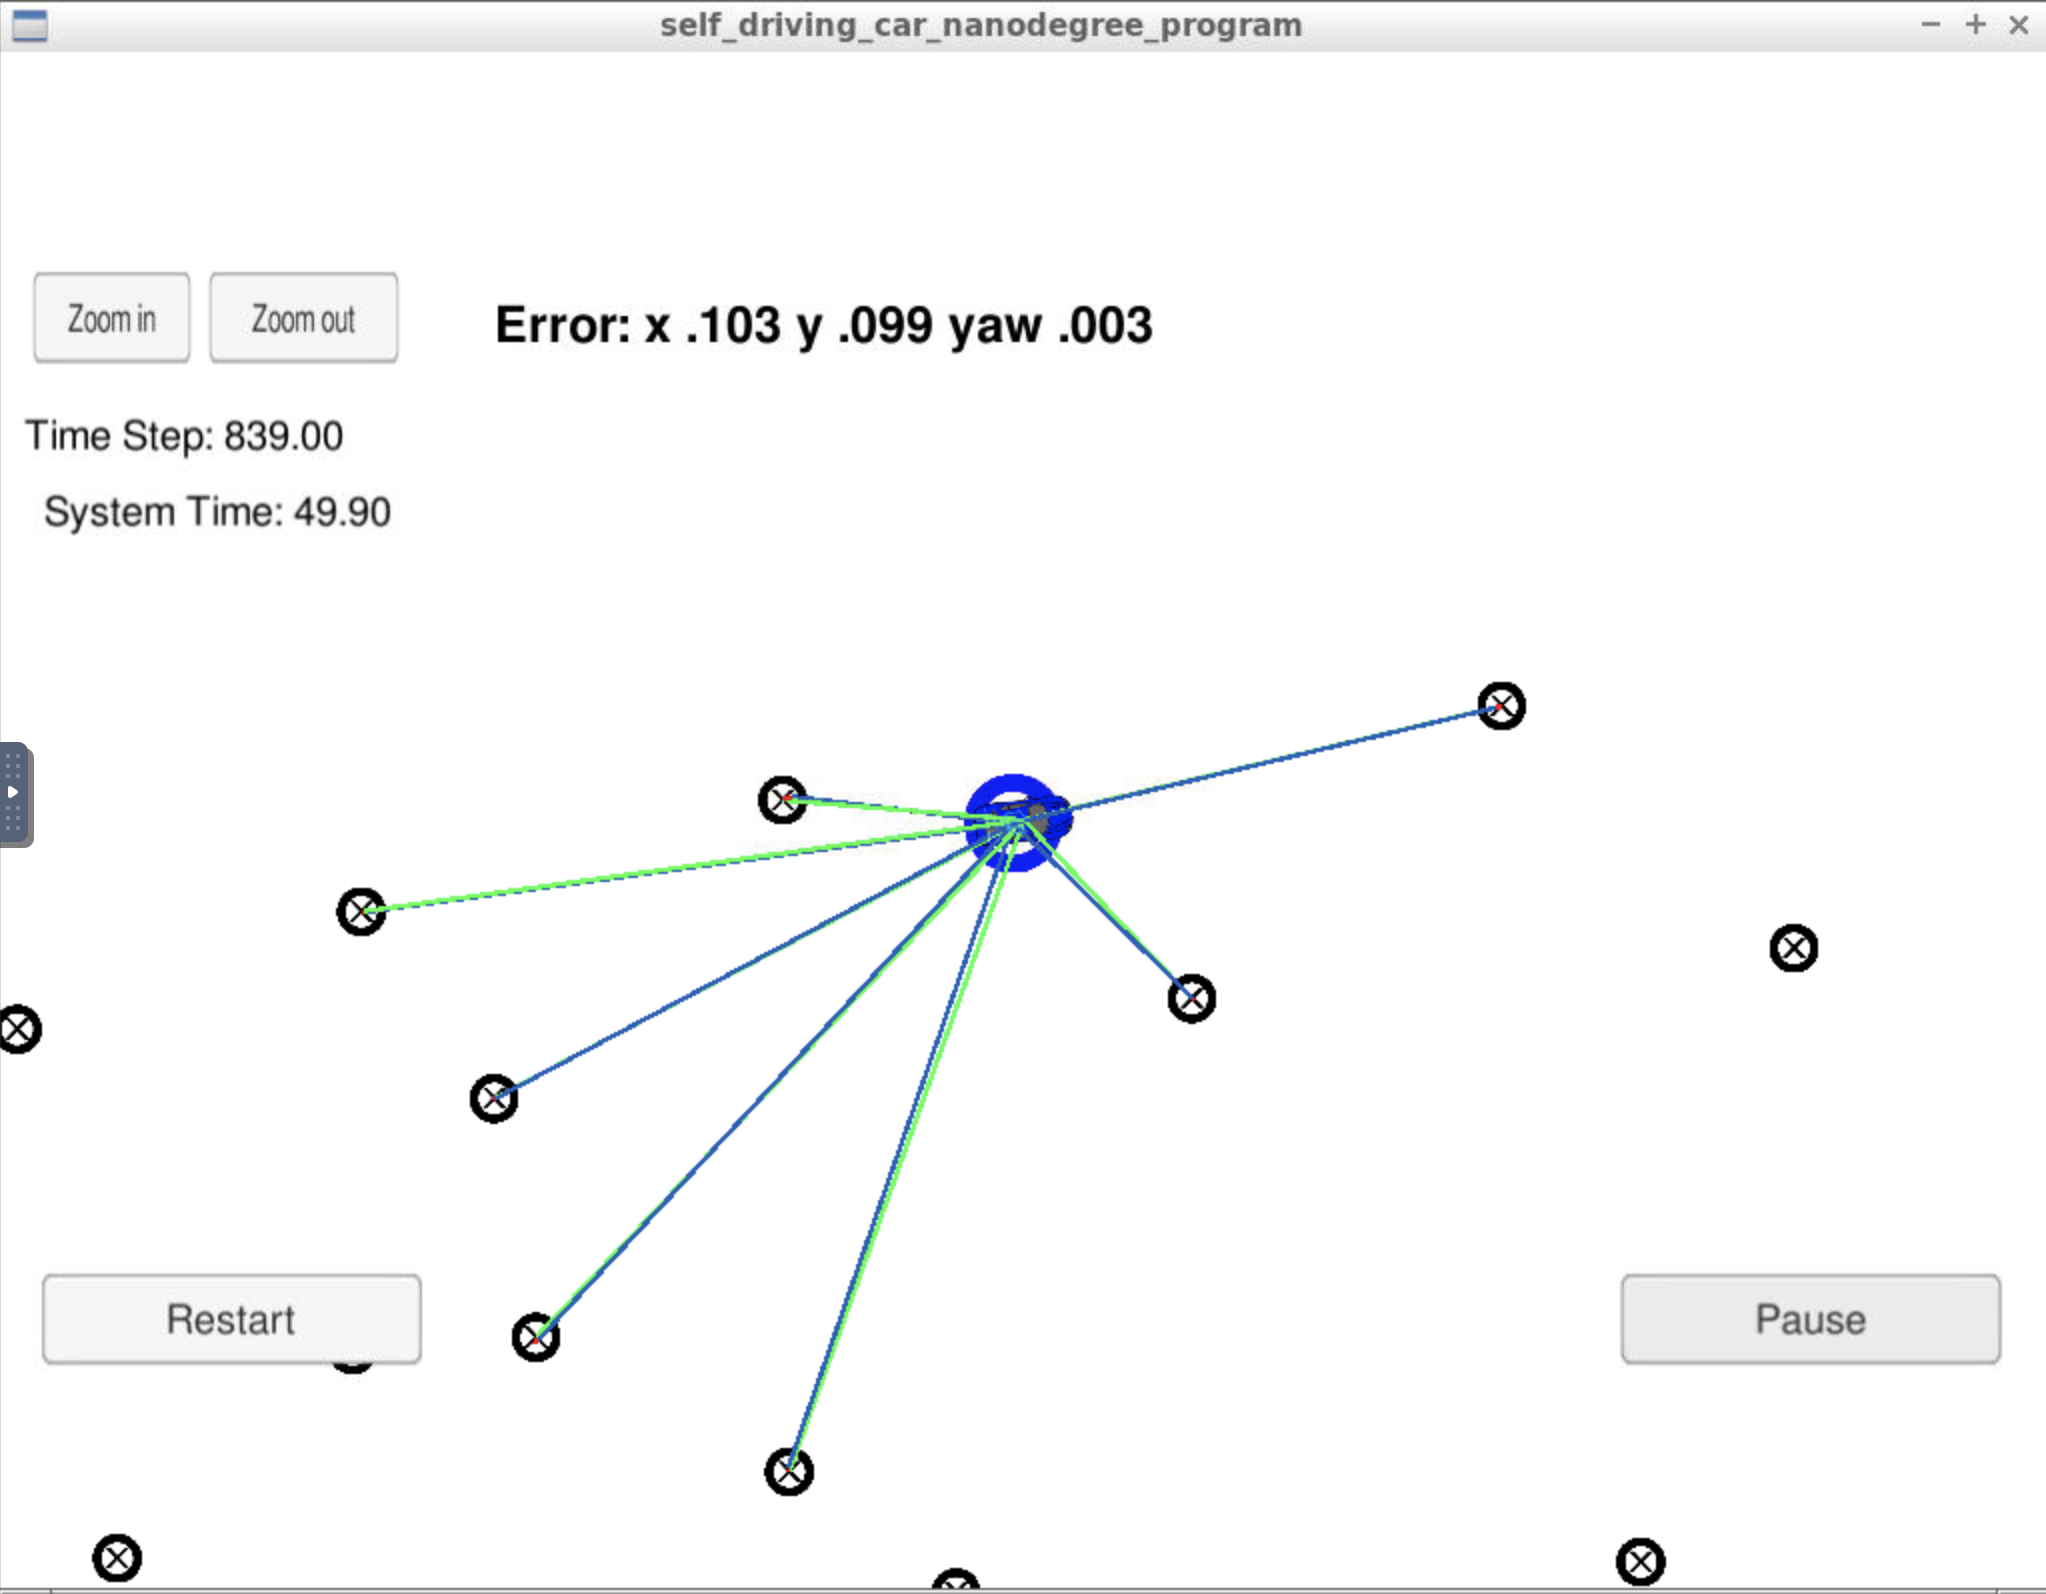 self_driving_car_nanodegree_program
Zoom in
Zoom out
Error: x .103 y .099 yaw .003
Time Step: 839.00
System Time: 49.90
Restart
Pause